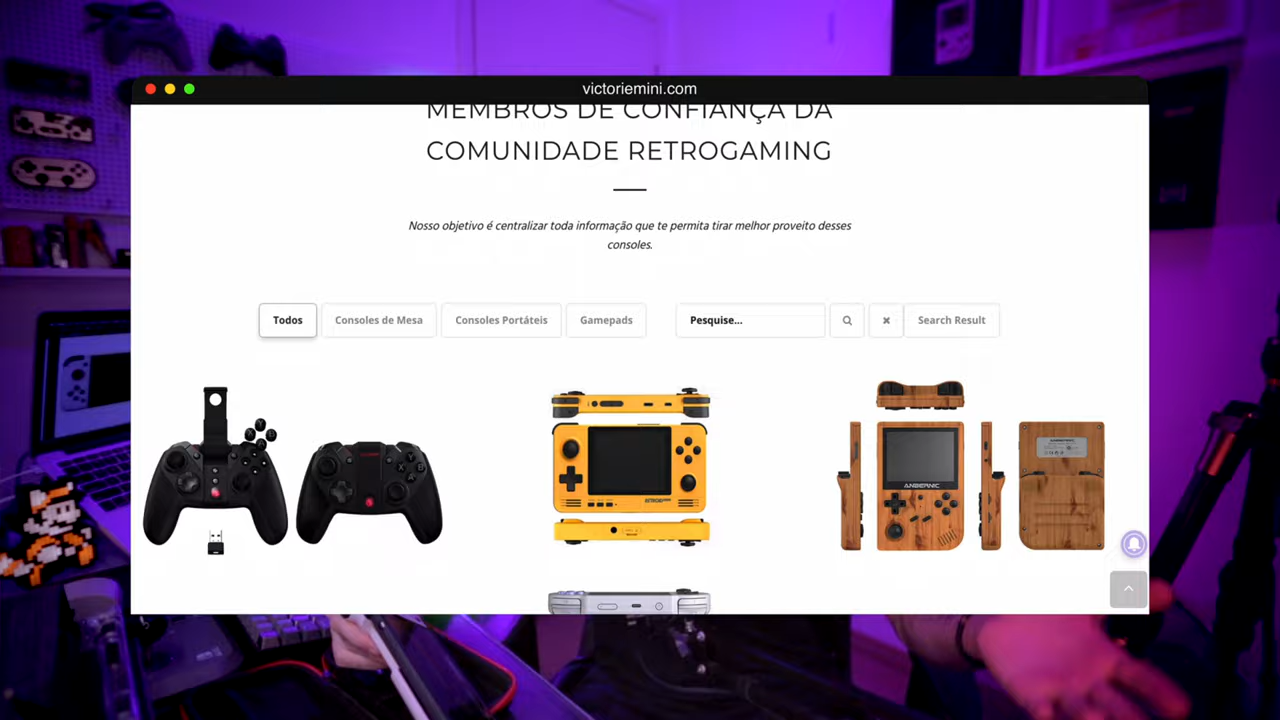 victoriemini.com
MEMBROS DE CONFIANÇA DA
COMUNIDADE RETROGAMING
Nosso objetivo é centralizar toda informação que te permita tirar melhor proveito desses
consoles.
Todos
Consoles de Mesa
Consoles Portáteis
Gamepads
Pesquise...
Search Result
ANBERNIC